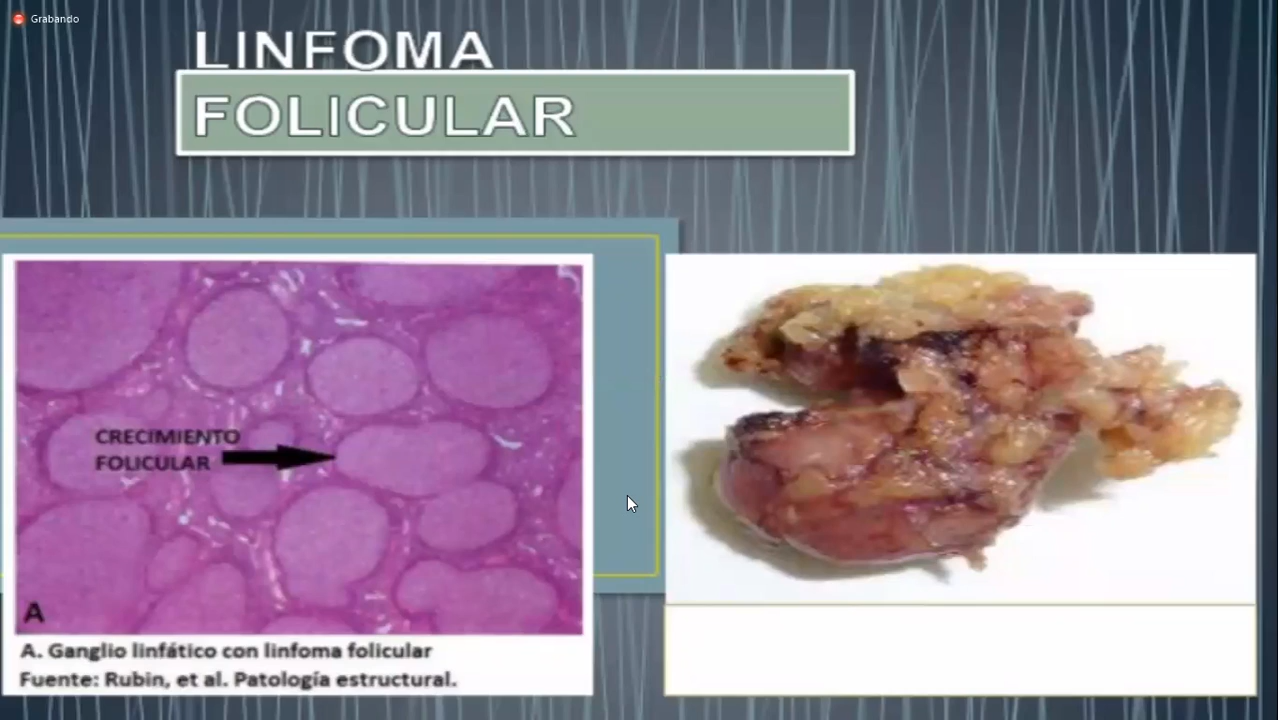 Grabando
LINFOMA
FOLICULAR
CRECIMIENTO
FOLICULAR
A
A. Ganglio linfático con linfoma folicular
Fuente: Rubin, et al. Patología estructural.